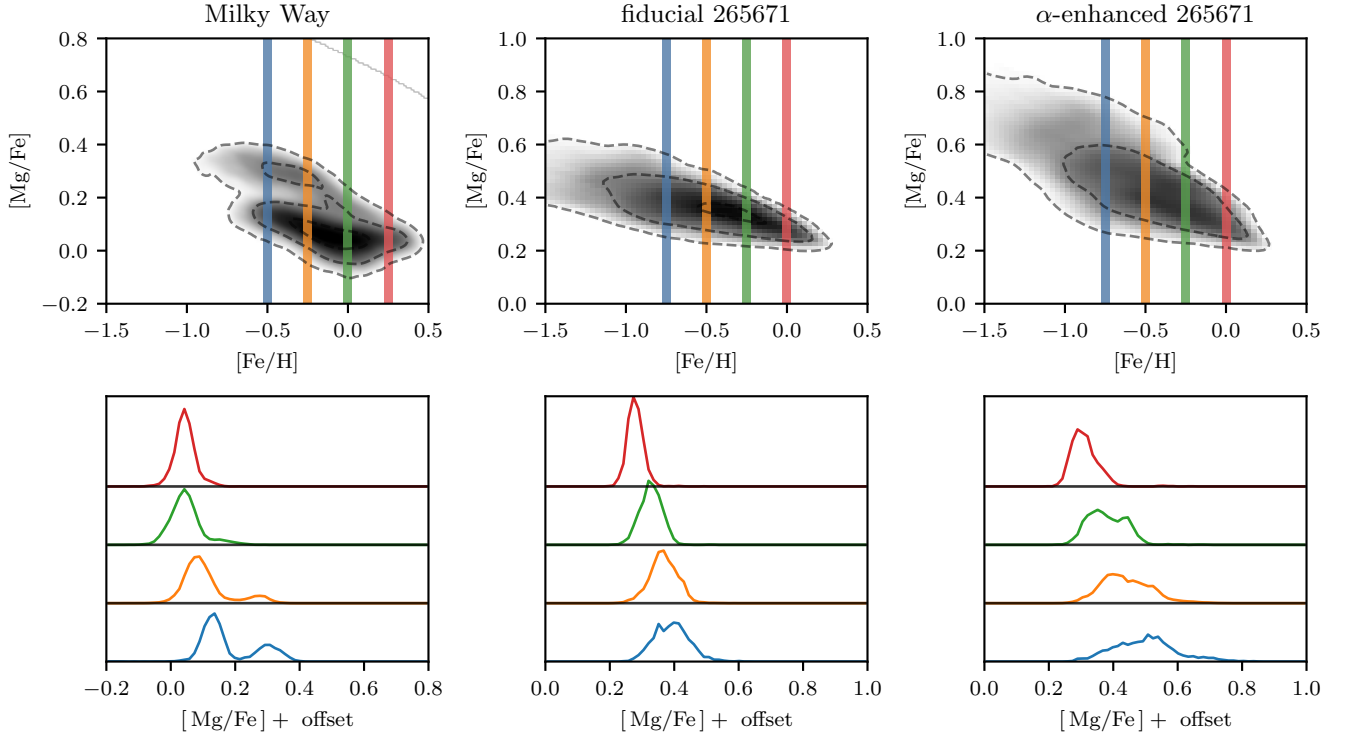 Milky Way
fiducial 265671
α-enhanced 265671
0.8
0.6
0.4
0.2
0.0
−0.2
[Mg/Fe]
−1.5 −1.0 −0.5 0.0 0.5
[Fe/H]
1.0
0.8
0.6
0.4
0.2
0.0
[Mg/Fe]
−1.5 −1.0 −0.5 0.0 0.5
[Fe/H]
1.0
0.8
0.6
0.4
0.2
0.0
[Mg/Fe]
−1.5 −1.0 −0.5 0.0 0.5
[Fe/H]
−0.2 0.0 0.2 0.4 0.6 0.8
[Mg/Fe] + offset
0.0 0.2 0.4 0.6 0.8 1.0
[Mg/Fe] + offset
0.0 0.2 0.4 0.6 0.8 1.0
[Mg/Fe] + offset